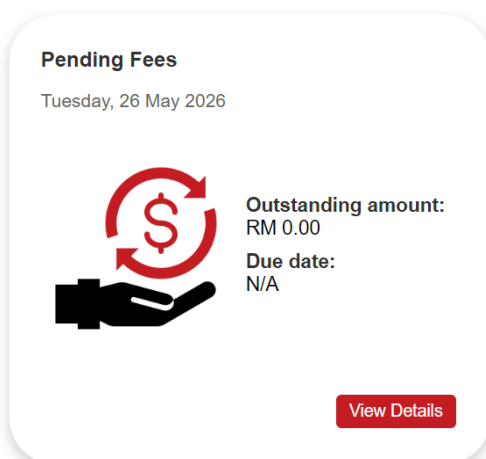 Pending Fees
Tuesday, 26 May 2026
$
Outstanding amount:
RM 0.00
Due date:
N/A
View Details